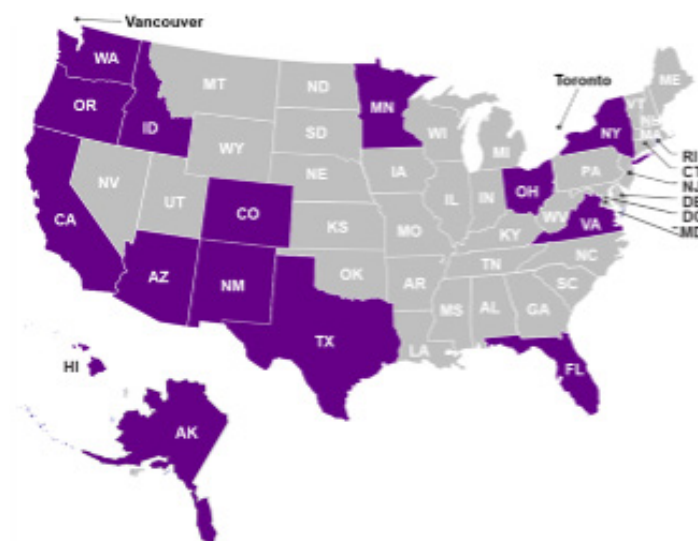 Vancouver
WA
MT
ND
MN
ME
OR
ID
SD
WI
Toronto
VT
NH
MA
NY
WY
MI
RI
CT
NJ
DE
DC
MD
IA
NE
PA
NV
UT
CO
IL
IN
OH
WV
VA
CA
KS
MO
KY
AZ
NM
OK
AR
TN
NC
SC
MS
AL
GA
TX
LA
FL
HI
AK